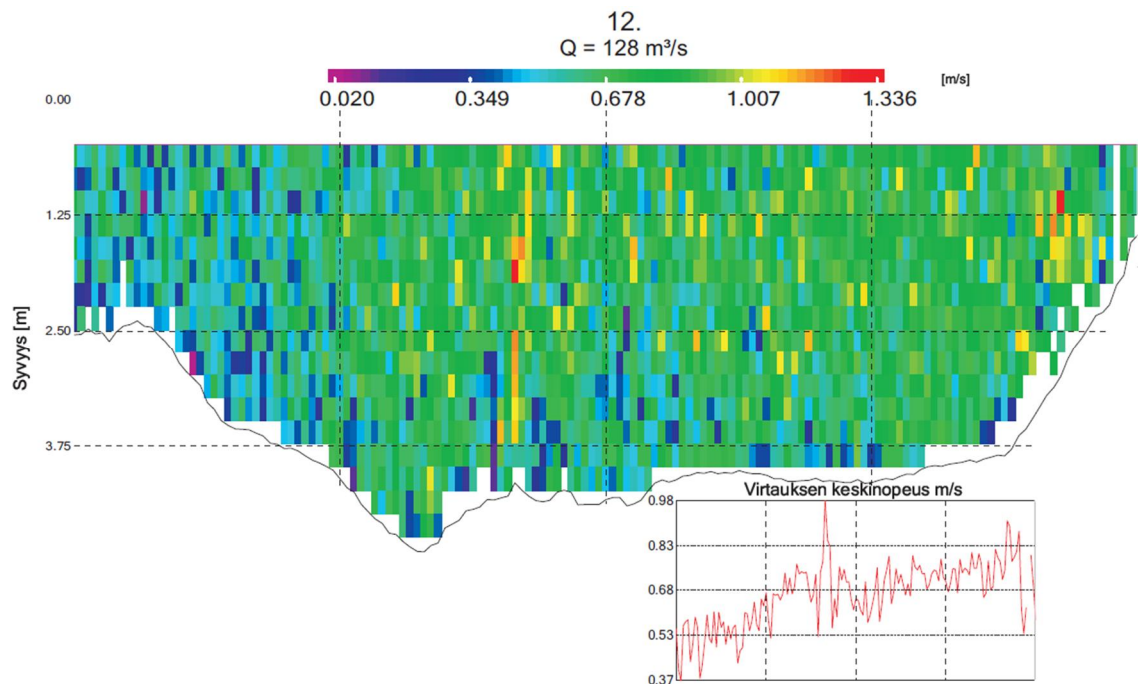 12.
Q = 128 m³/s
[m/s]
0.020 0.349 0.678 1.007 1.336
0.00
1.25
2.50
3.75
Syvyys [m]
Virtauksen keskinopeus m/s
0.98
0.83
0.68
0.53
0.37